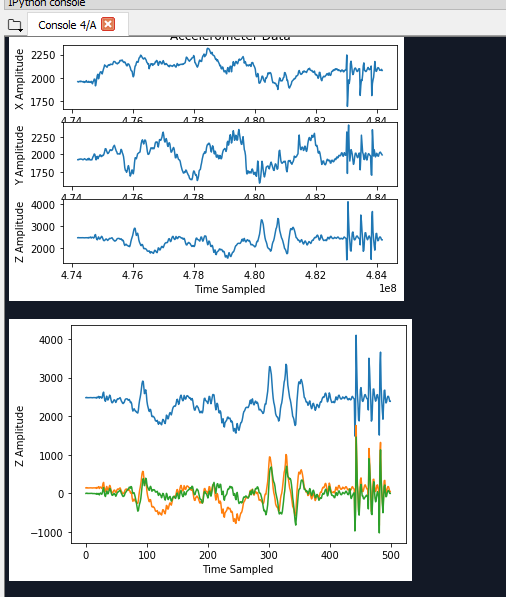 IPython console
Console 4/A
Accelerometer Data
X Amplitude
2250
2000
1750
4.74 4.76 4.78 4.80 4.82 4.84
Y Amplitude
2250
2000
1750
4.74 4.76 4.78 4.80 4.82 4.84
Z Amplitude
4000
3000
2000
4.74 4.76 4.78 4.80 4.82 4.84
Time Sampled
1e8
Z Amplitude
4000
3000
2000
1000
0
−1000
0 100 200 300 400 500
Time Sampled